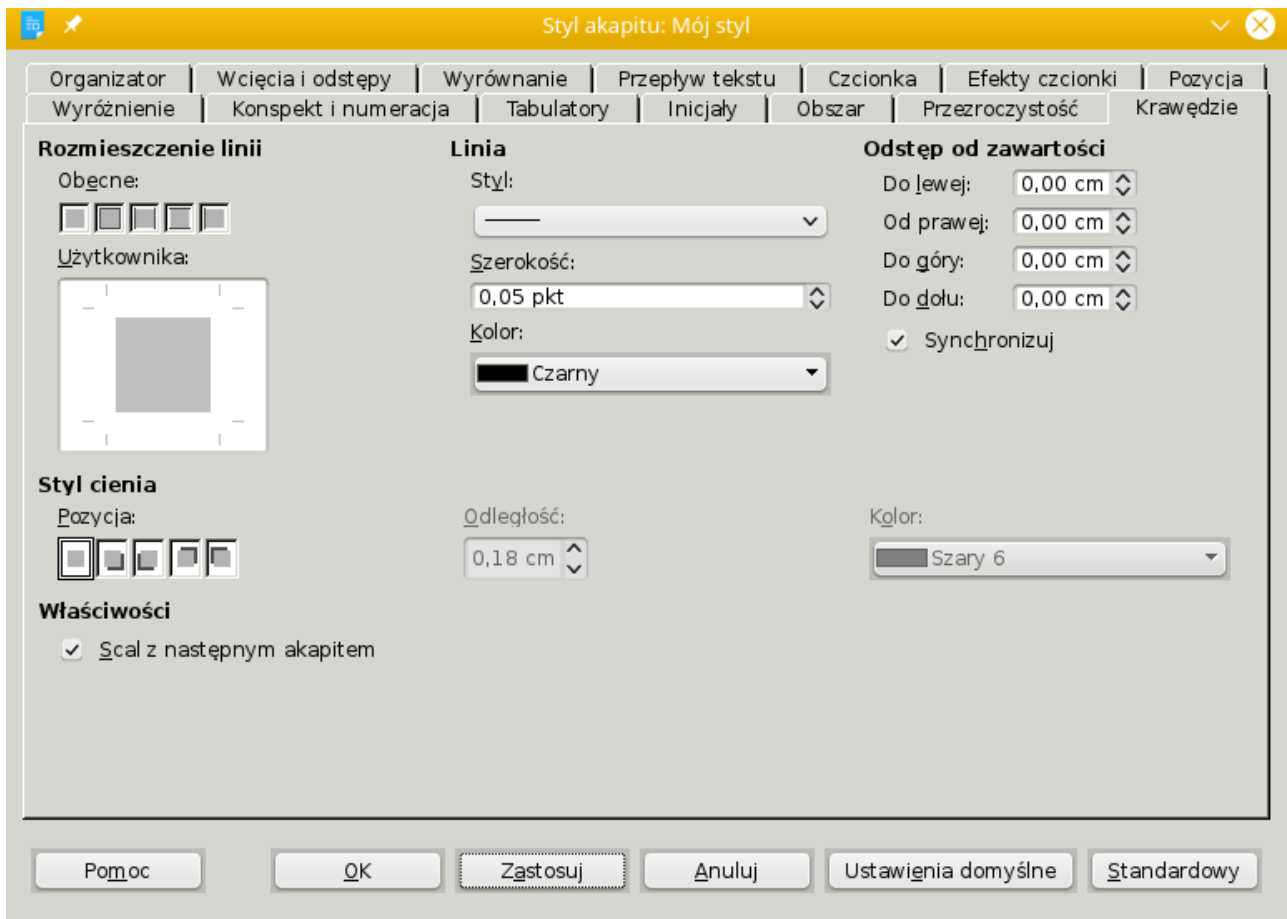 Styl akapitu: Mój styl
Organizator Wcięcia i odstępy Wyrównanie Przepływ tekstu Czcionka Efekty czcionki Pozycja
Wyróżnienie Konspekt i numeracja Tabulatory Inicjały Obszar Przezroczystość Krawędzie
Rozmieszczenie linii Linia Odstęp od zawartości
Obecne: Styl: Do lewej: 0,00 cm
Od prawej: 0,00 cm
Użytkownika: Szerokość: Do góry: 0,00 cm
0,05 pkt Do dołu: 0,00 cm
Kolor: Synchronizuj
Czarny
Styl cienia
Pozycja: Odległość: Kolor:
0,18 cm Szary 6
Właściwości
Scal z następnym akapitem
Pomoc OK Zastosuj Anuluj Ustawienia domyślne Standardowy